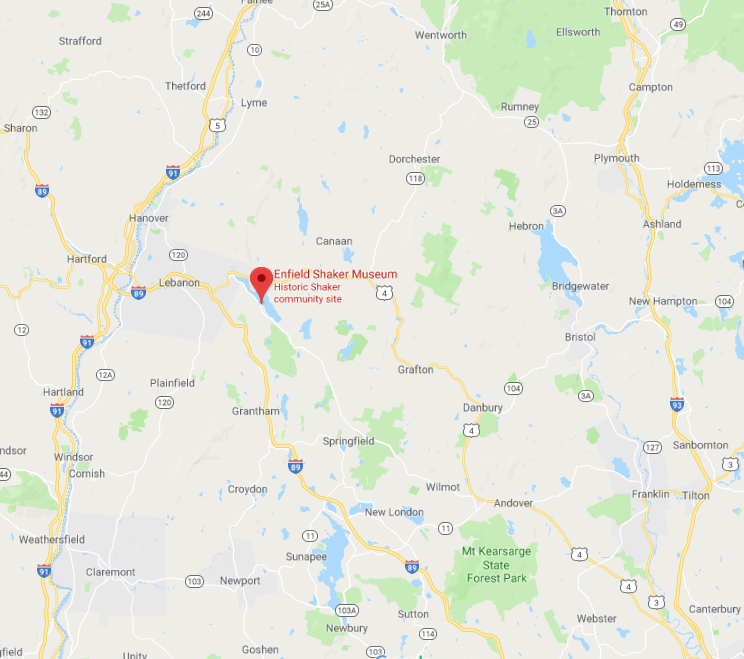 Fairlee
25A
Thornton
244
49
Wentworth
Ellsworth
Strafford
10
Thetford
Campton
Lyme
Rumney
132
Sharon
5
25
Dorchester
Plymouth
91
113
118
89
Holderness
3A
Hanover
Ashland
Hebron
Canaan
120
Hartford
Enfield Shaker Museum
Historic Shaker
community site
Lebanon
89
4
Bridgewater
New Hampton
104
12
Bristol
91
Grafton
12A
Plainfield
104
Hartland
120
3A
91
Grantham
Danbury
93
4
Springfield
127
Sanbornton
Windsor
89
3
Cornish
44
Croydon
Wilmot
Franklin
Tilton
Andover
New London
11
11
Weathersfield
Mt Kearsarge
State
Forest Park
Sunapee
4
91
Claremont
89
103
Newport
4
3
103A
Sutton
Canterbury
Newbury
Webster
114
Goshen
103
Unity